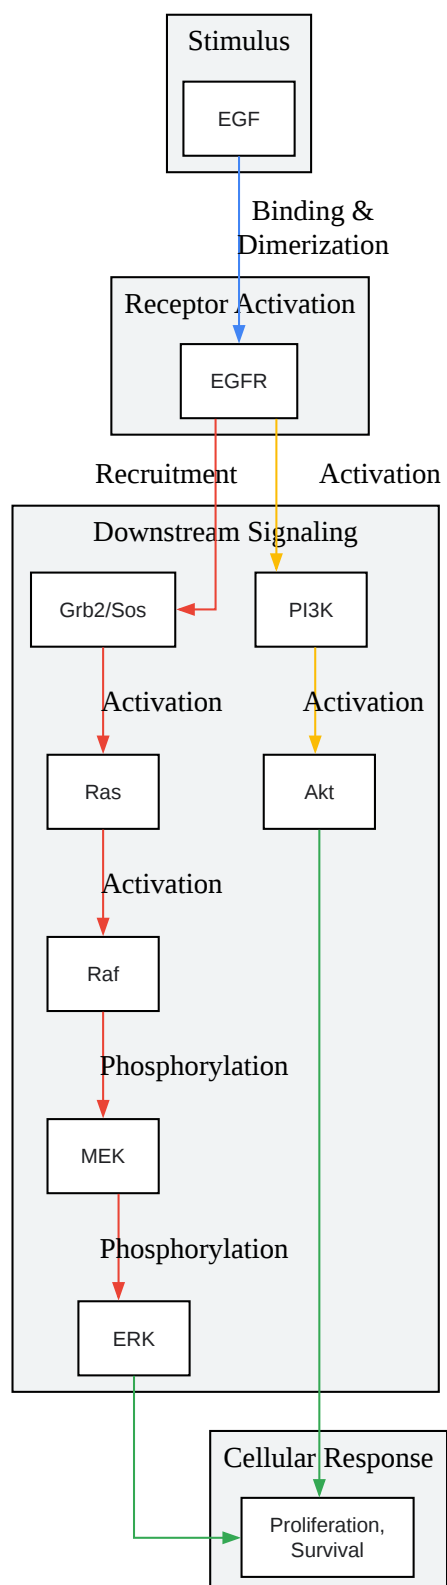 Stimulus
EGF
Binding &
Dimerization
Receptor Activation
EGFR
Recruitment
Activation
Downstream Signaling
Grb2/Sos
PI3K
Activation
Activation
Ras
Akt
Activation
Raf
Phosphorylation
MEK
Phosphorylation
ERK
Cellular Response
Proliferation,
Survival